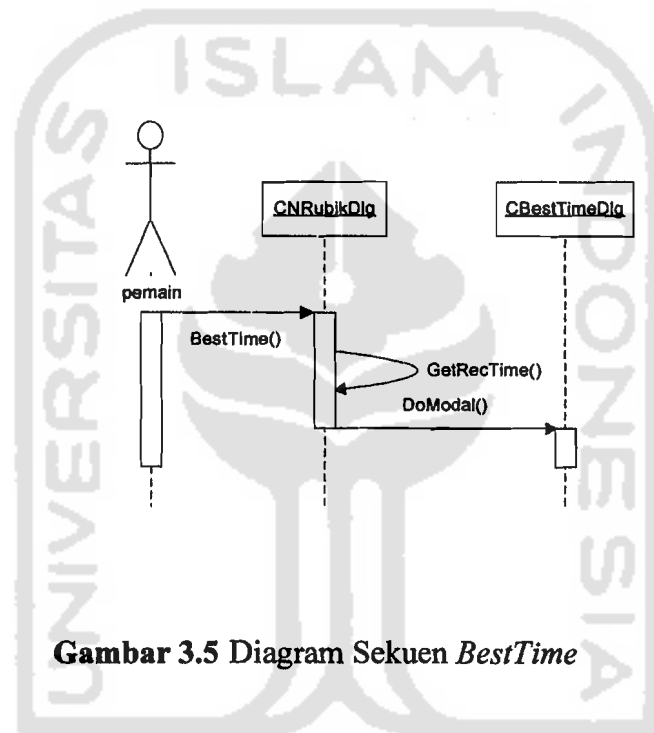 ISLAM
UNIVERSITAS
INDONESIA
CNRubikDlg
CBestTimeDlg
pemain
BestTime()
GetRecTime()
DoModal()
Gambar 3.5 Diagram Sekuen BestTime